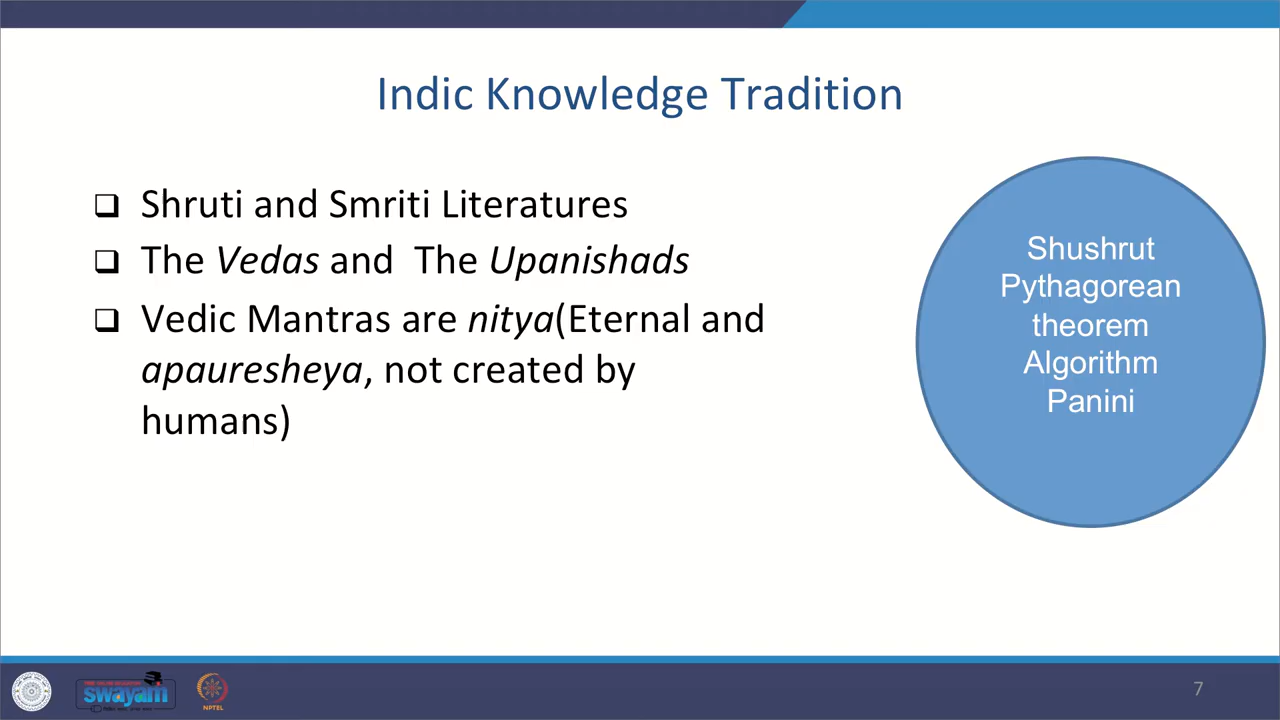 Indic Knowledge Tradition
❑ Shruti and Smriti Literatures
❑ The Vedas and The Upanishads
❑ Vedic Mantras are nitya(Eternal and
apauresheya, not created by
humans)
Shushrut
Pythagorean
theorem
Algorithm
Panini
swayam
NPTEL
7